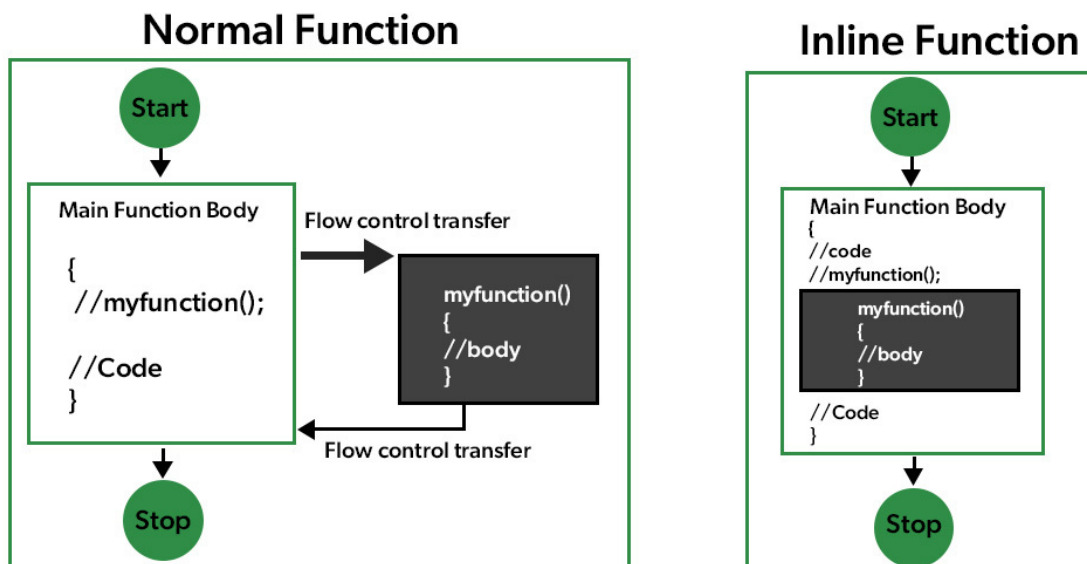 Normal Function
Start
Main Function Body
{
//myfunction();
//Code
}
Flow control transfer
myfunction()
{
//body
}
Flow control transfer
Stop
Inline Function
Start
Main Function Body
{
//code
//myfunction();
myfunction()
{
//body
}
//Code
}
Stop